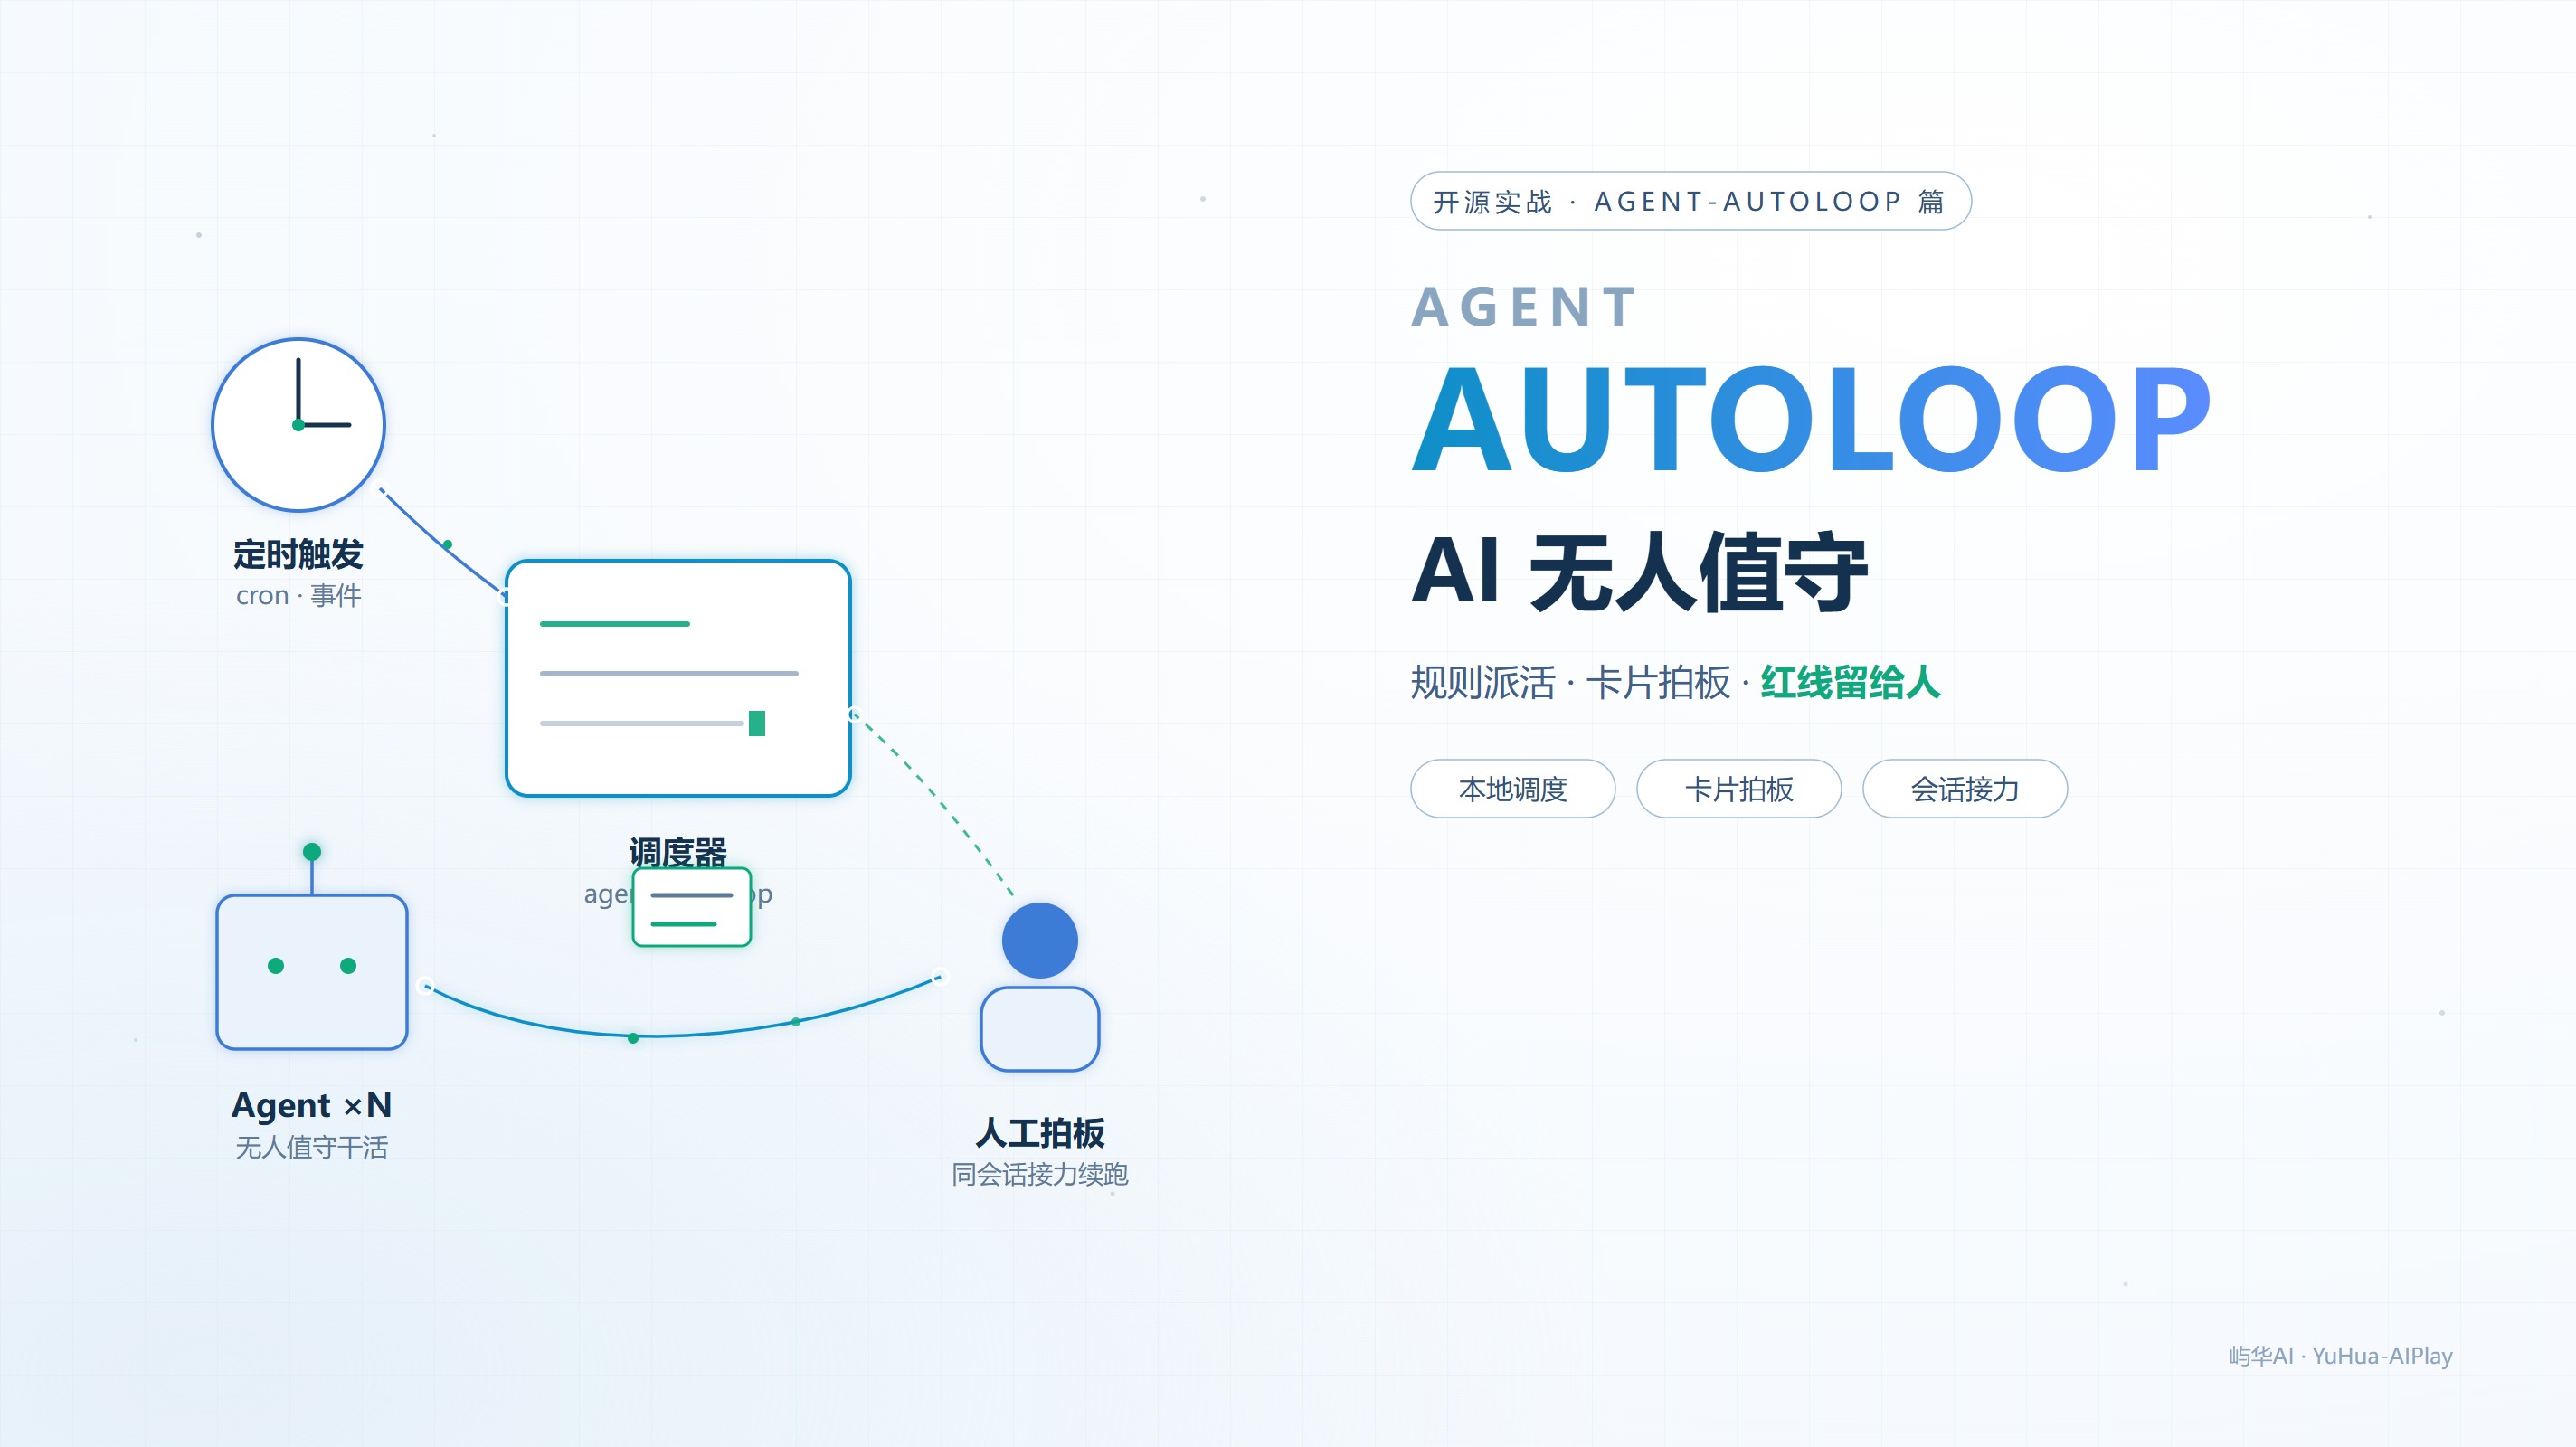 开源实战 · AGENT-AUTOLOOP 篇
AGENT
AUTOLOOP
AI 无人值守
规则派活 · 卡片拍板 · 红线留给人
本地调度
卡片拍板
会话接力
定时触发
cron · 事件
调度器
Agent ×N
无人值守干活
人工拍板
同会话接力续跑
屿华AI · YuHua-AIPlay